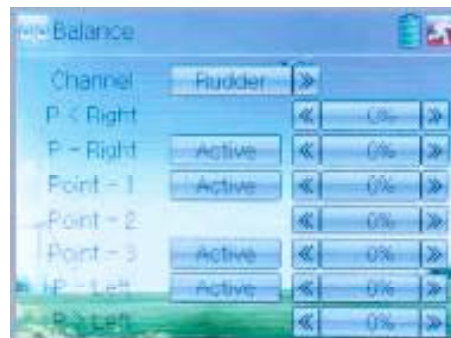 Balance
Channel Rudder
P < Right 0%
P - Right Active 0%
Point - 1 Active 0%
Point - 2 0%
Point - 3 Active 0%
P - Left Active 0%
P > Left 0%